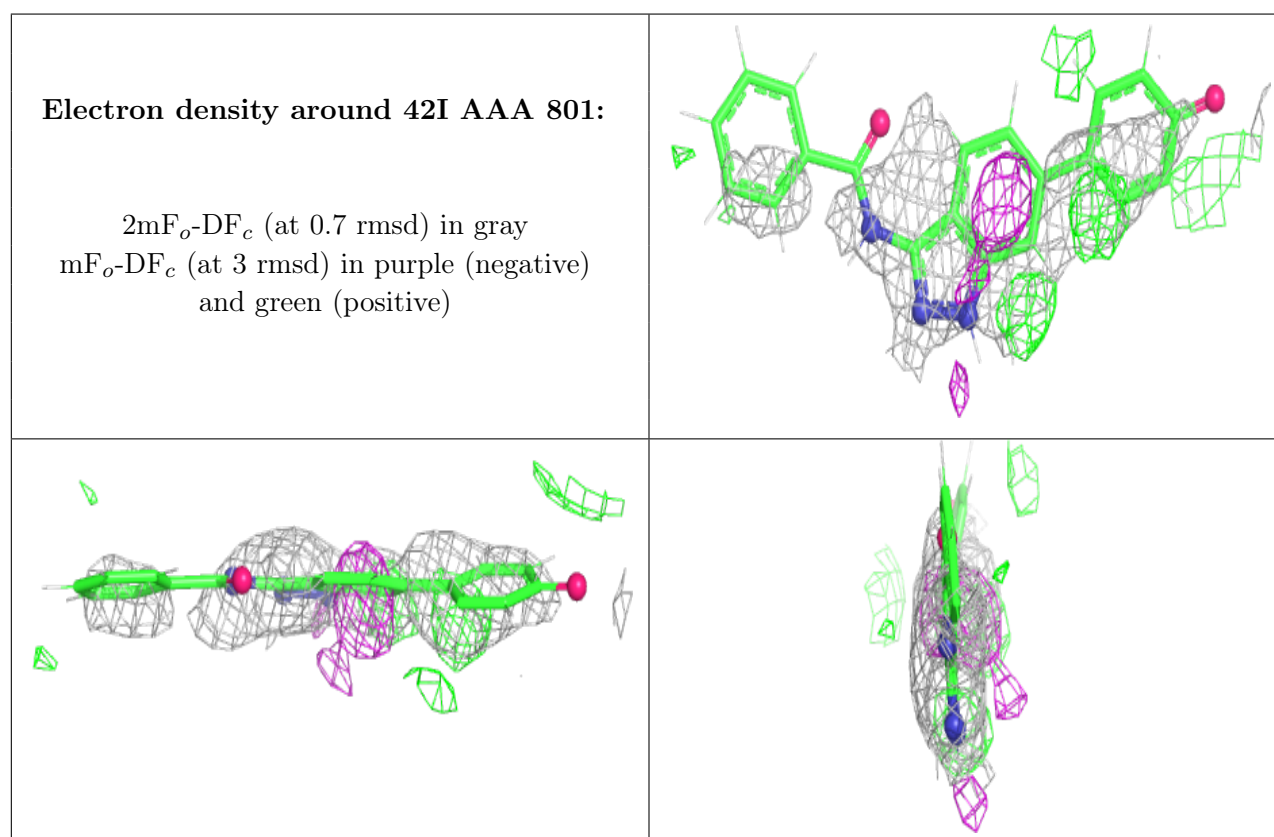 Electron density around 42I AAA 801:
2mFo-DFc (at 0.7 rmsd) in gray
mFo-DFc (at 3 rmsd) in purple (negative)
and green (positive)